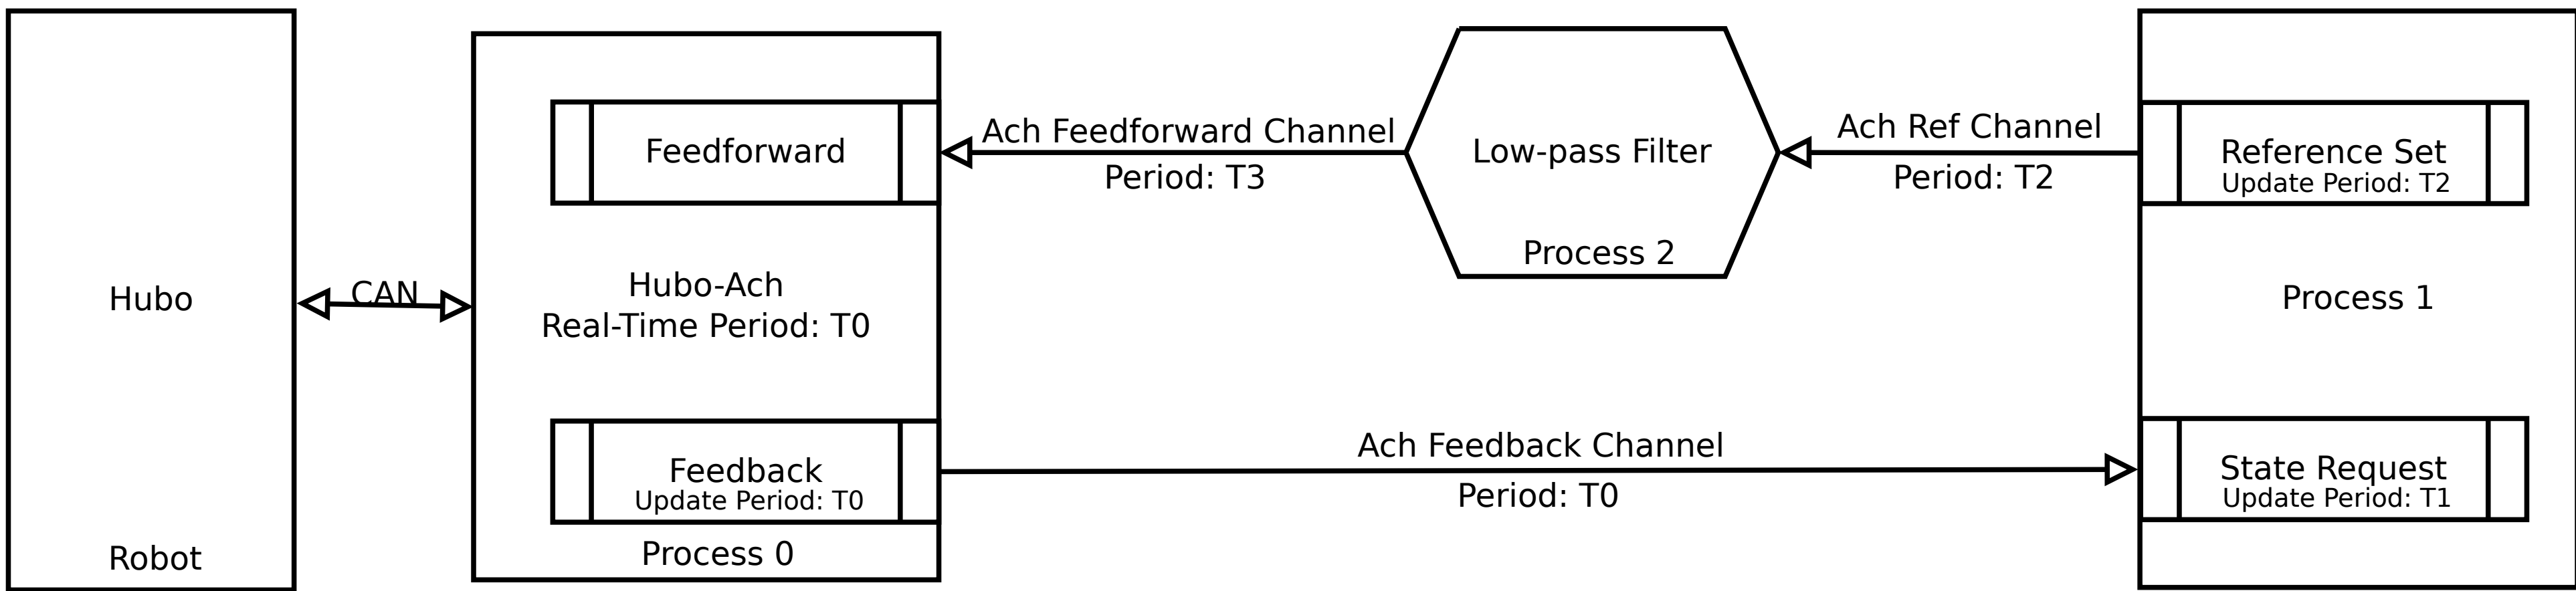 Hubo
Robot
CAN
Feedforward
Hubo-Ach
Real-Time Period: T0
Feedback
Update Period: T0
Process 0
Ach Feedforward Channel
Period: T3
Low-pass Filter
Process 2
Ach Ref Channel
Period: T2
Ach Feedback Channel
Period: T0
Reference Set
Update Period: T2
Process 1
State Request
Update Period: T1